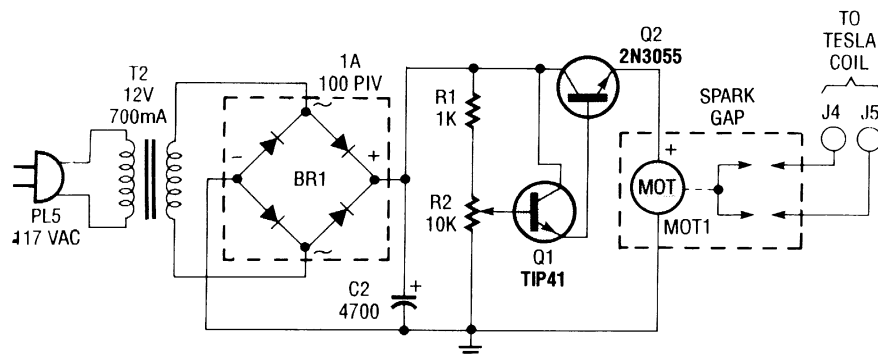 T2
12V
700mA
PL5
117 VAC
1A
100 PIV
~
−
+
BR1
~
C2
4700
+
R1
1K
R2
10K
Q1
TIP41
Q2
2N3055
SPARK
GAP
+
MOT
MOT1
TO
TESLA
COIL
J4
J5